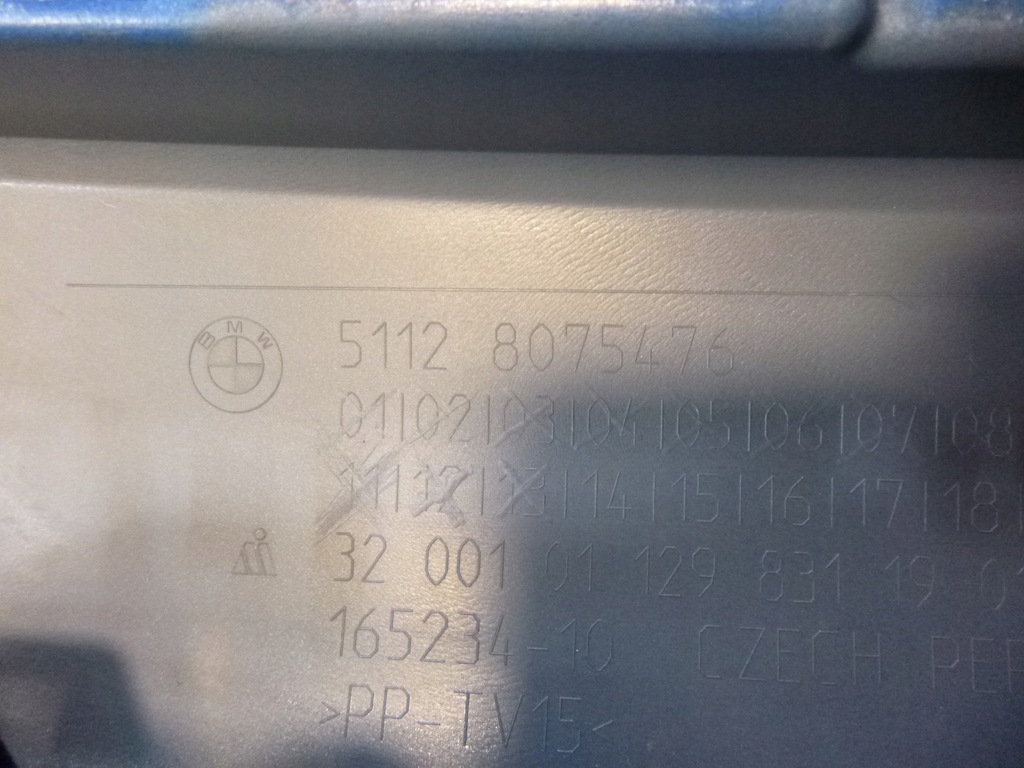 BMW 5112 8075476
01|02|03|04|05|06|07|08
11|12|13|14|15|16|17|18|
32 001 01 129 831 19 01
165234-10 CZECH
>PP-TV15<